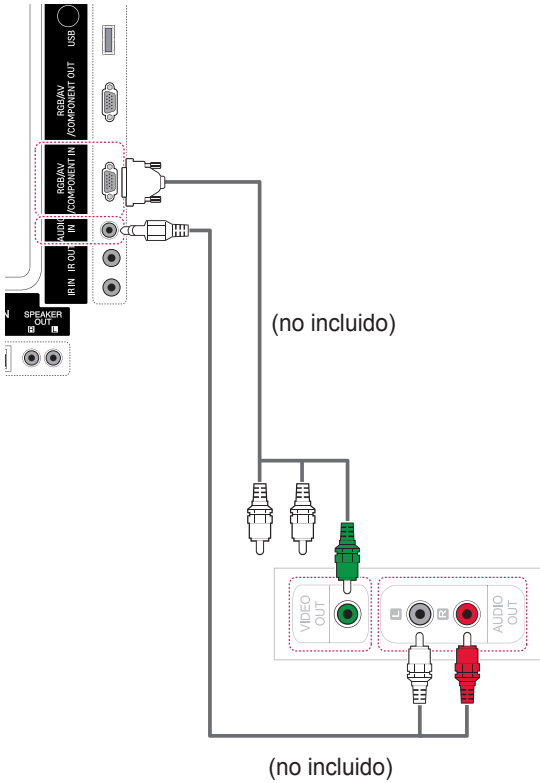 USB
RGB/AV
/COMPONENT OUT
RGB/AV
/COMPONENT IN
AUDIO
IN
IR OUT
IR IN
N
SPEAKER
OUT
R L
(no incluido)
VIDEO
OUT
L
R
AUDIO
OUT
(no incluido)